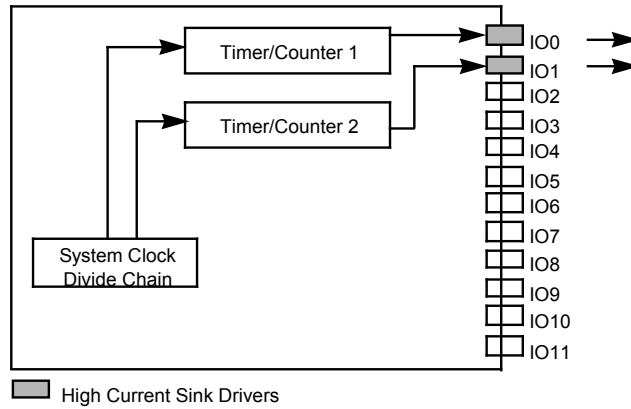 Timer/Counter 1
Timer/Counter 2
System Clock
Divide Chain
IO0
IO1
IO2
IO3
IO4
IO5
IO6
IO7
IO8
IO9
IO10
IO11
High Current Sink Drivers